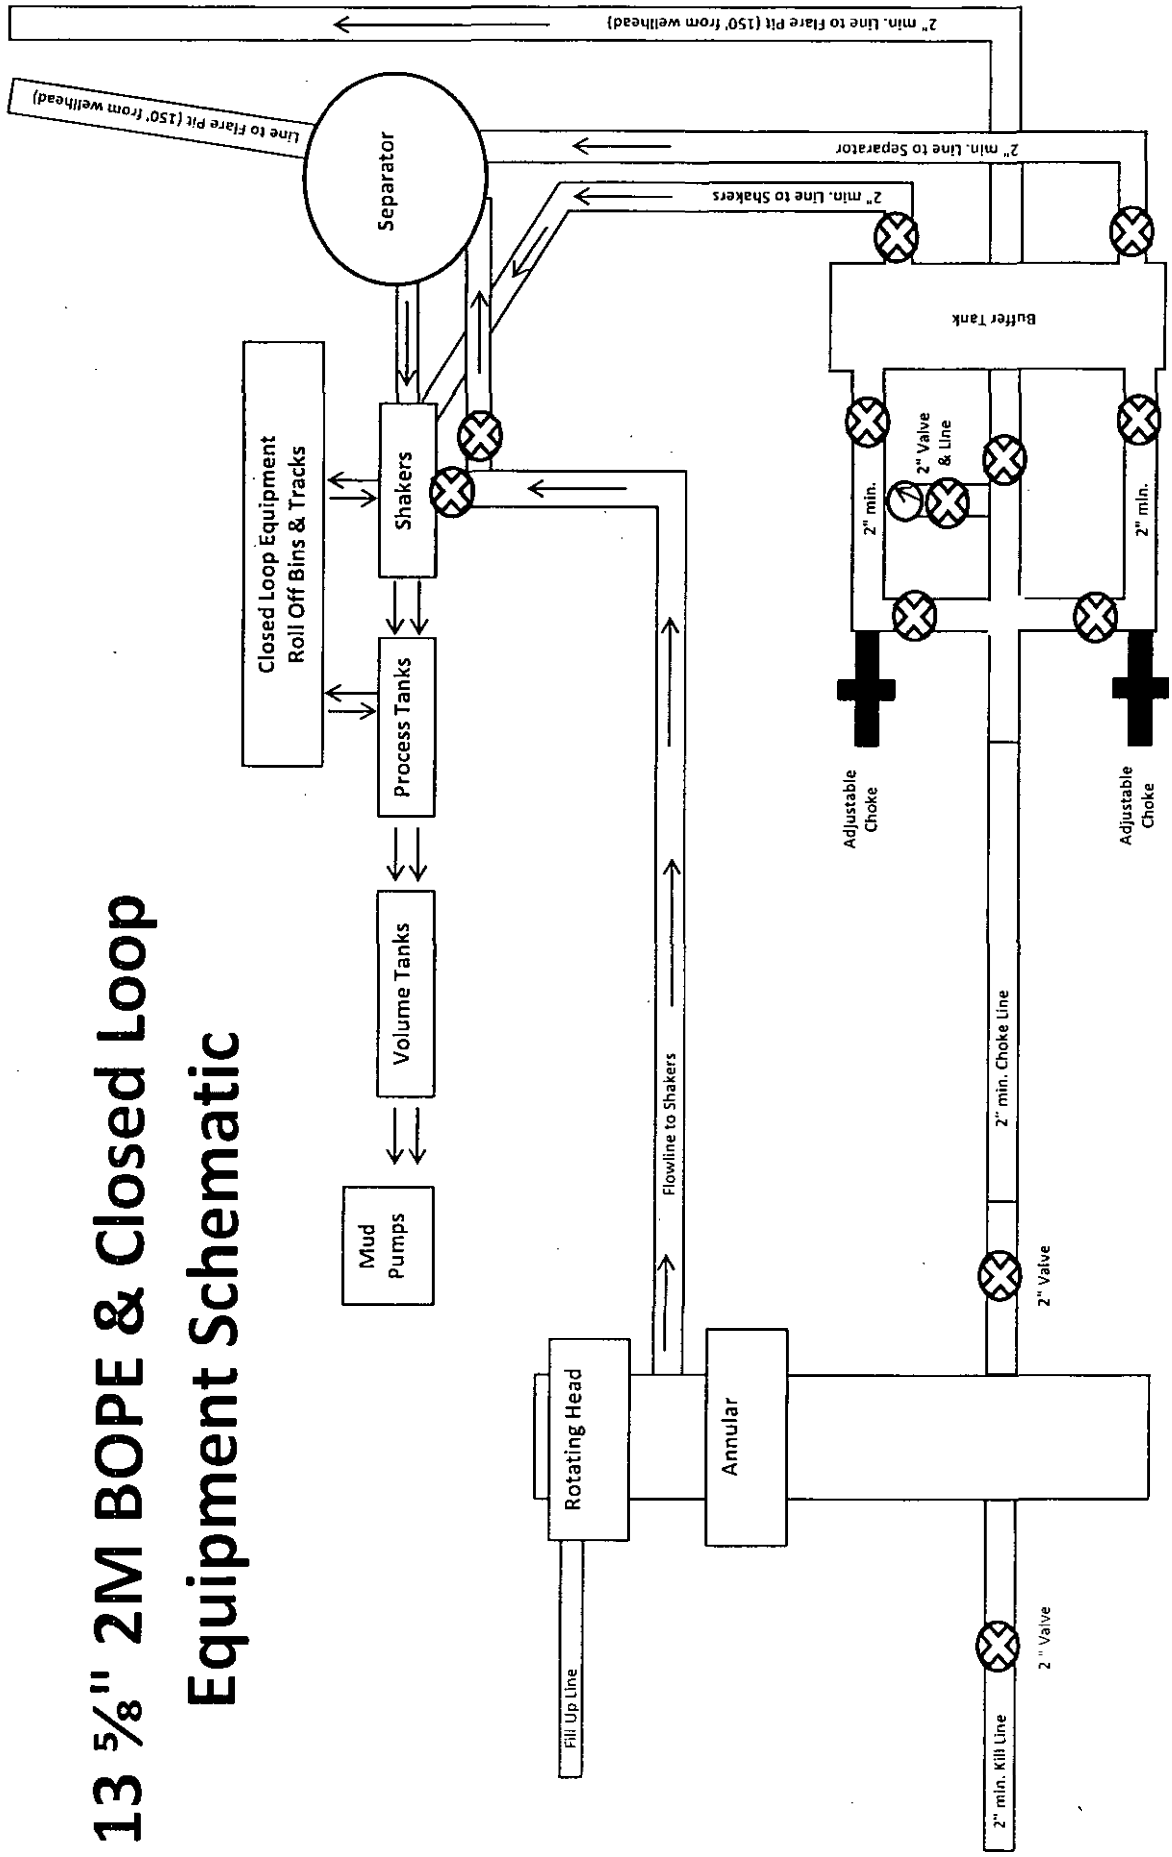 13 ⅝" 2M BOPE & Closed Loop
Equipment Schematic
Closed Loop Equipment
Roll Off Bins & Tracks
Mud
Pumps
Volume Tanks
Process Tanks
Shakers
Separator
Line to Flare Pit (150' from wellhead)
2" min. Line to Flare Pit (150' from wellhead)
2" min. Line to Separator
2" min. Line to Shakers
Fill Up Line
Rotating Head
Flowline to Shakers
Annular
2" min. Kill Line
2 " Valve
2" Valve
2" min. Choke Line
Adjustable
Choke
Adjustable
Choke
2" min.
2" Valve
& Line
2" min.
Buffer Tank